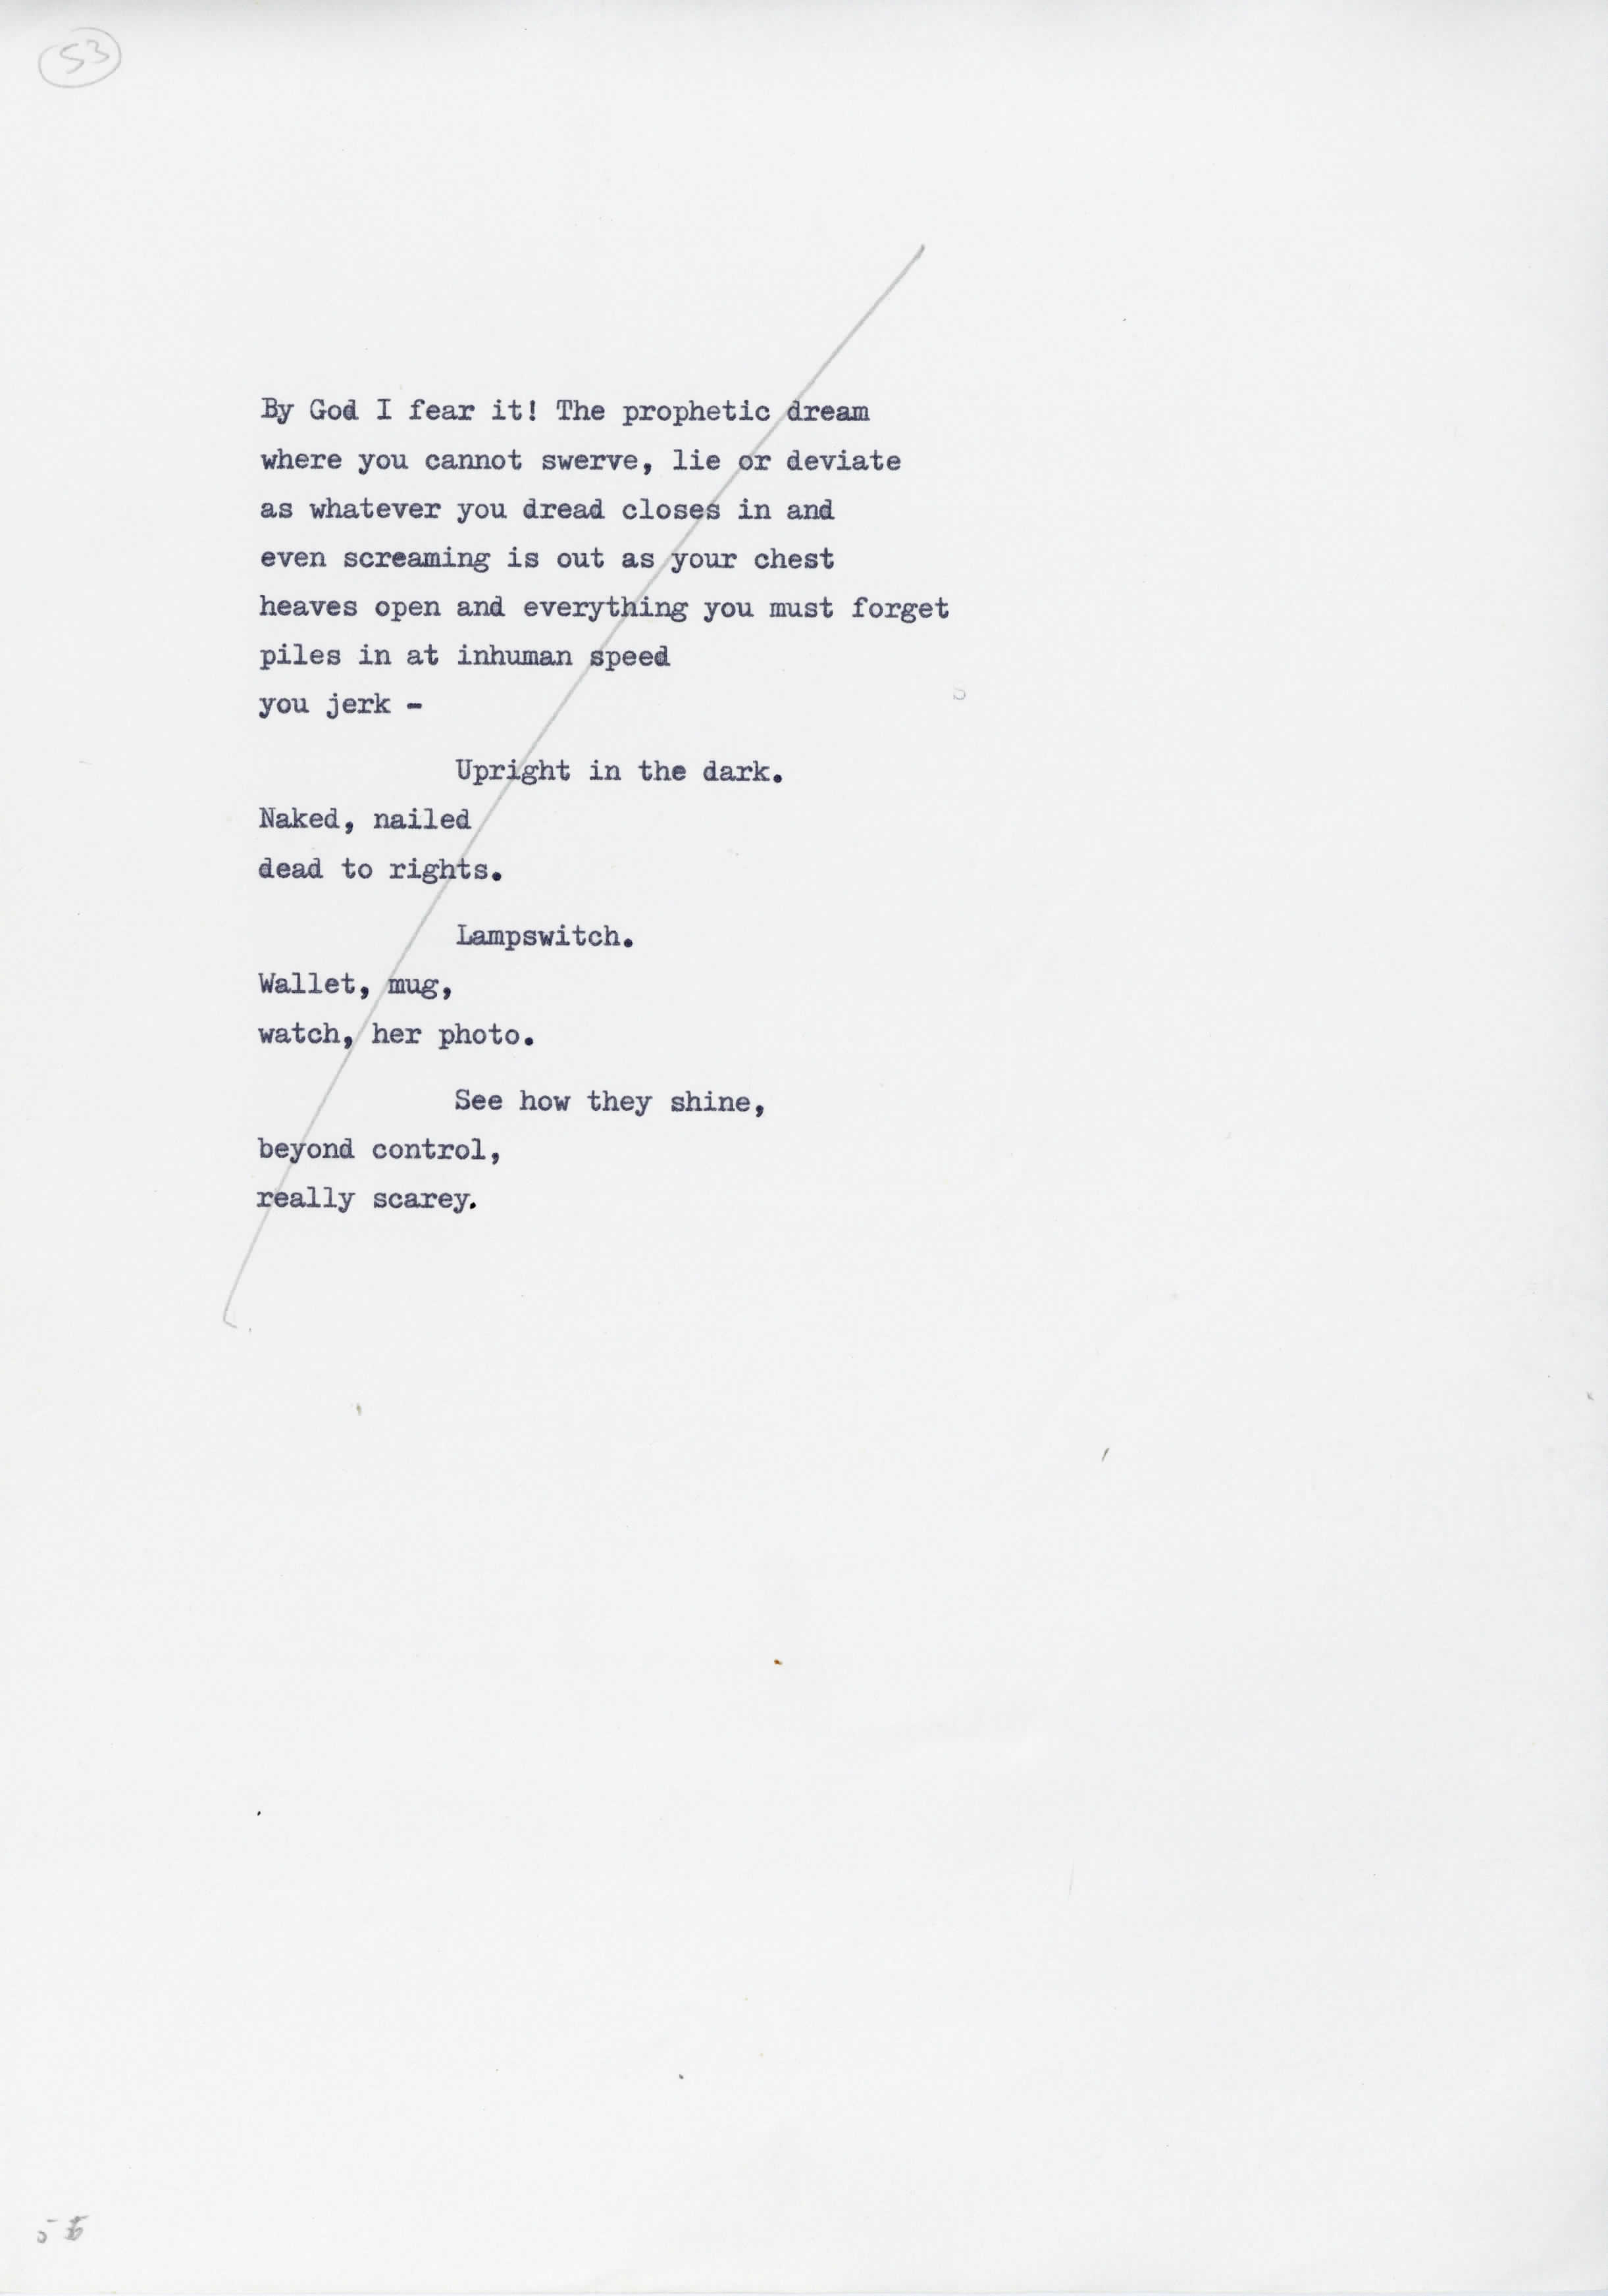 53
By God I fear it! The prophetic dream
where you cannot swerve, lie or deviate
as whatever you dread closes in and
even screaming is out as your chest
heaves open and everything you must forget
piles in at inhuman speed
you jerk -
Upright in the dark.
Naked, nailed
dead to rights.
Lampswitch.
Wallet, mug,
watch, her photo.
See how they shine,
beyond control,
really scarey.